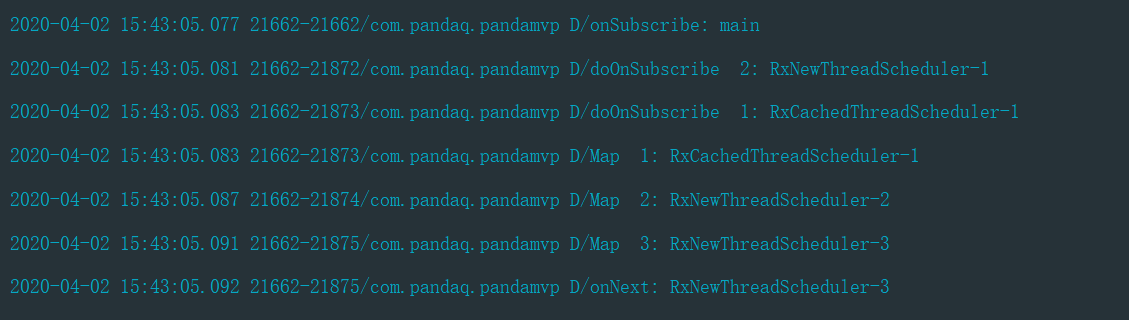 2020-04-02 15:43:05.077 21662-21662/com.pandaq.pandamvp D/onSubscribe: main
2020-04-02 15:43:05.081 21662-21872/com.pandaq.pandamvp D/doOnSubscribe  2: RxNewThreadScheduler-1
2020-04-02 15:43:05.083 21662-21873/com.pandaq.pandamvp D/doOnSubscribe  1: RxCachedThreadScheduler-1
2020-04-02 15:43:05.083 21662-21873/com.pandaq.pandamvp D/Map  1: RxCachedThreadScheduler-1
2020-04-02 15:43:05.087 21662-21874/com.pandaq.pandamvp D/Map  2: RxNewThreadScheduler-2
2020-04-02 15:43:05.091 21662-21875/com.pandaq.pandamvp D/Map  3: RxNewThreadScheduler-3
2020-04-02 15:43:05.092 21662-21875/com.pandaq.pandamvp D/onNext: RxNewThreadScheduler-3